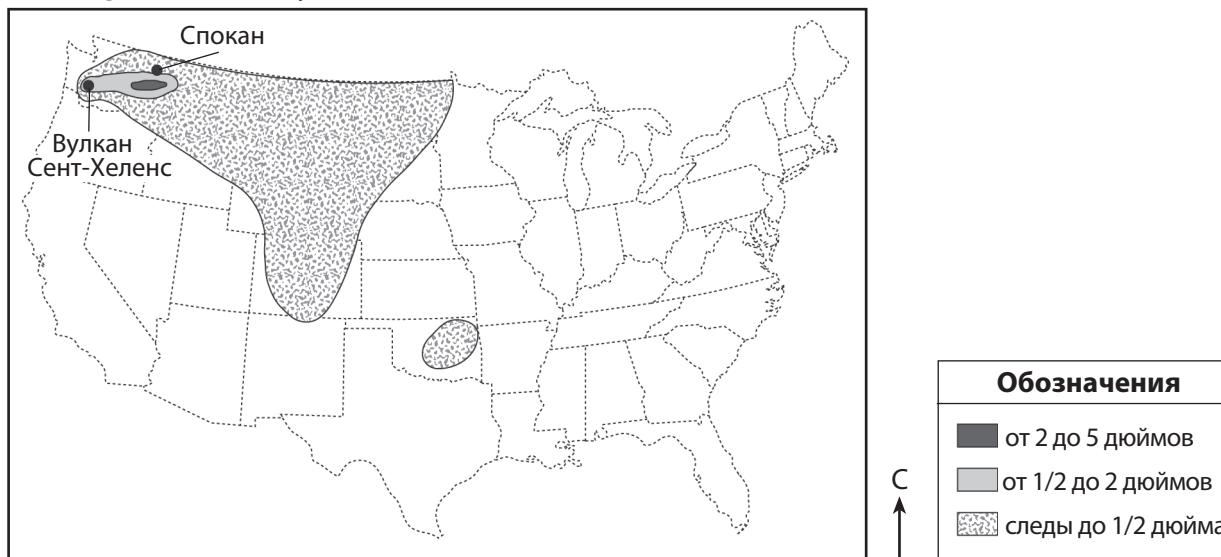 Спокан
Вулкан
Сент-Хеленс
С
Обозначения
от 2 до 5 дюймов
от 1/2 до 2 дюймов
следы до 1/2 дюйма